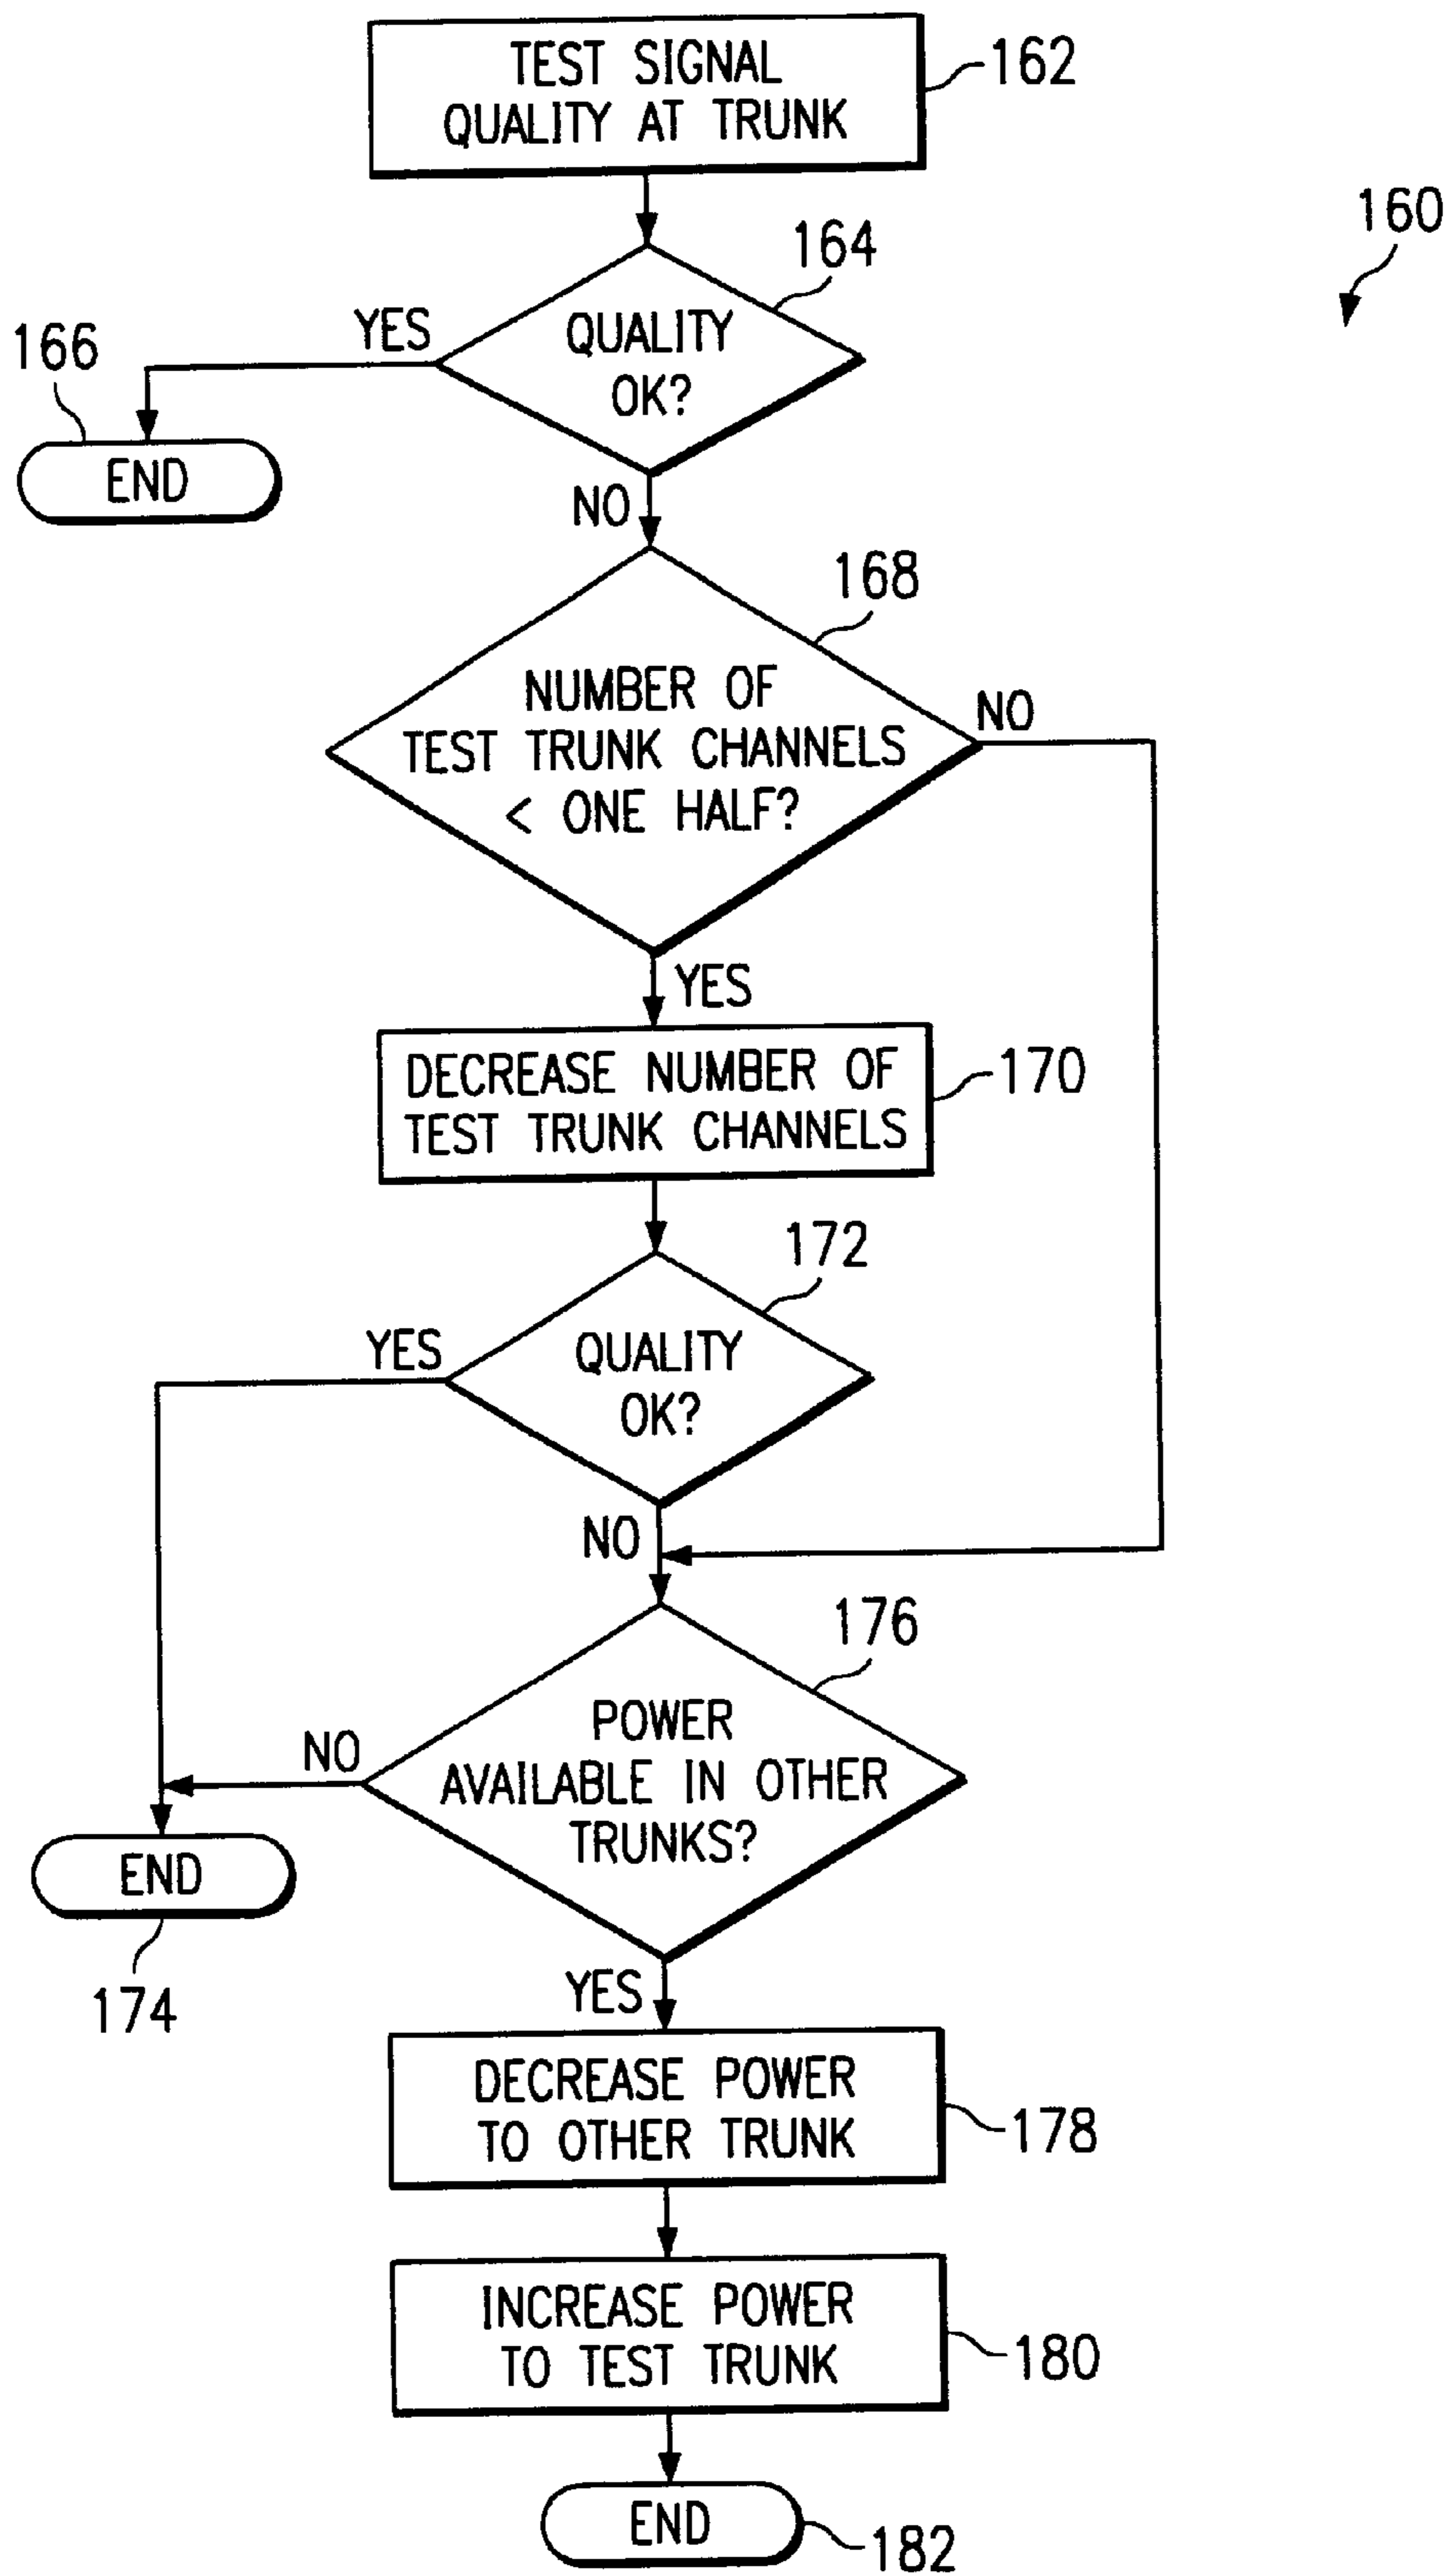 TEST SIGNAL
QUALITY AT TRUNK
162
160
164
YES
QUALITY
OK?
166
END
NO
168
NUMBER OF
TEST TRUNK CHANNELS
< ONE HALF?
NO
YES
DECREASE NUMBER OF
TEST TRUNK CHANNELS
170
172
YES
QUALITY
OK?
NO
176
POWER
AVAILABLE IN OTHER
TRUNKS?
NO
END
174
YES
DECREASE POWER
TO OTHER TRUNK
178
INCREASE POWER
TO TEST TRUNK
180
END
182